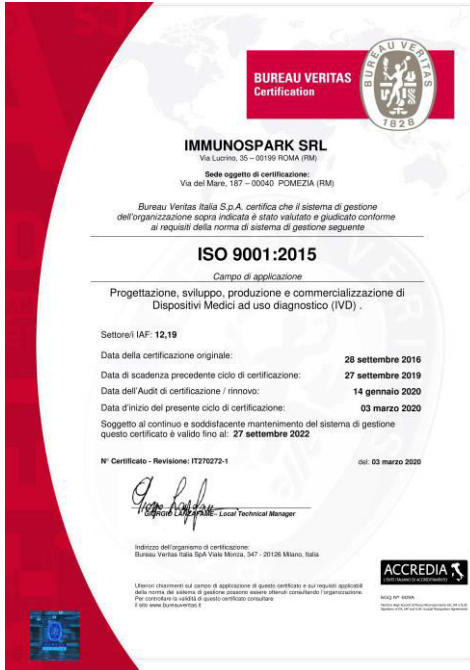 BUREAU VERITAS
Certification
BUREAU VERITAS
1828
IMMUNOSPARK SRL
Via Lucrino, 35 – 00199 ROMA (RM)
Sede oggetto di certificazione:
Via del Mare, 187 – 00040 POMEZIA (RM)
Bureau Veritas Italia S.p.A. certifica che il sistema di gestione
dell'organizzazione sopra indicata è stato valutato e giudicato conforme
ai requisiti della norma di sistema di gestione seguente
ISO 9001:2015
Campo di applicazione
Progettazione, sviluppo, produzione e commercializzazione di
Dispositivi Medici ad uso diagnostico (IVD) .
Settore/i IAF: 12,19
Data della certificazione originale: 28 settembre 2016
Data di scadenza precedente ciclo di certificazione: 27 settembre 2019
Data dell'Audit di certificazione / rinnovo: 14 gennaio 2020
Data d'inizio del presente ciclo di certificazione: 03 marzo 2020
Soggetto al continuo e soddisfacente mantenimento del sistema di gestione
questo certificato è valido fino al: 27 settembre 2022
N° Certificato - Revisione: IT270272-1 del: 03 marzo 2020
GIORGIO LANZAFAME– Local Technical Manager
Indirizzo dell'organismo di certificazione:
Bureau Veritas Italia SpA Viale Monza, 347 - 20126 Milano, Italia
Ulteriori chiarimenti sul campo di applicazione di questo certificato e sui requisiti applicabili
della norma del sistema di gestione possono essere ottenuti consultando l'organizzazione.
Per controllare la validità di questo certificato consultare
il sito www.bureauveritas.it
ACCREDIA
L'ENTE ITALIANO DI ACCREDITAMENTO
SGQ N° 009A